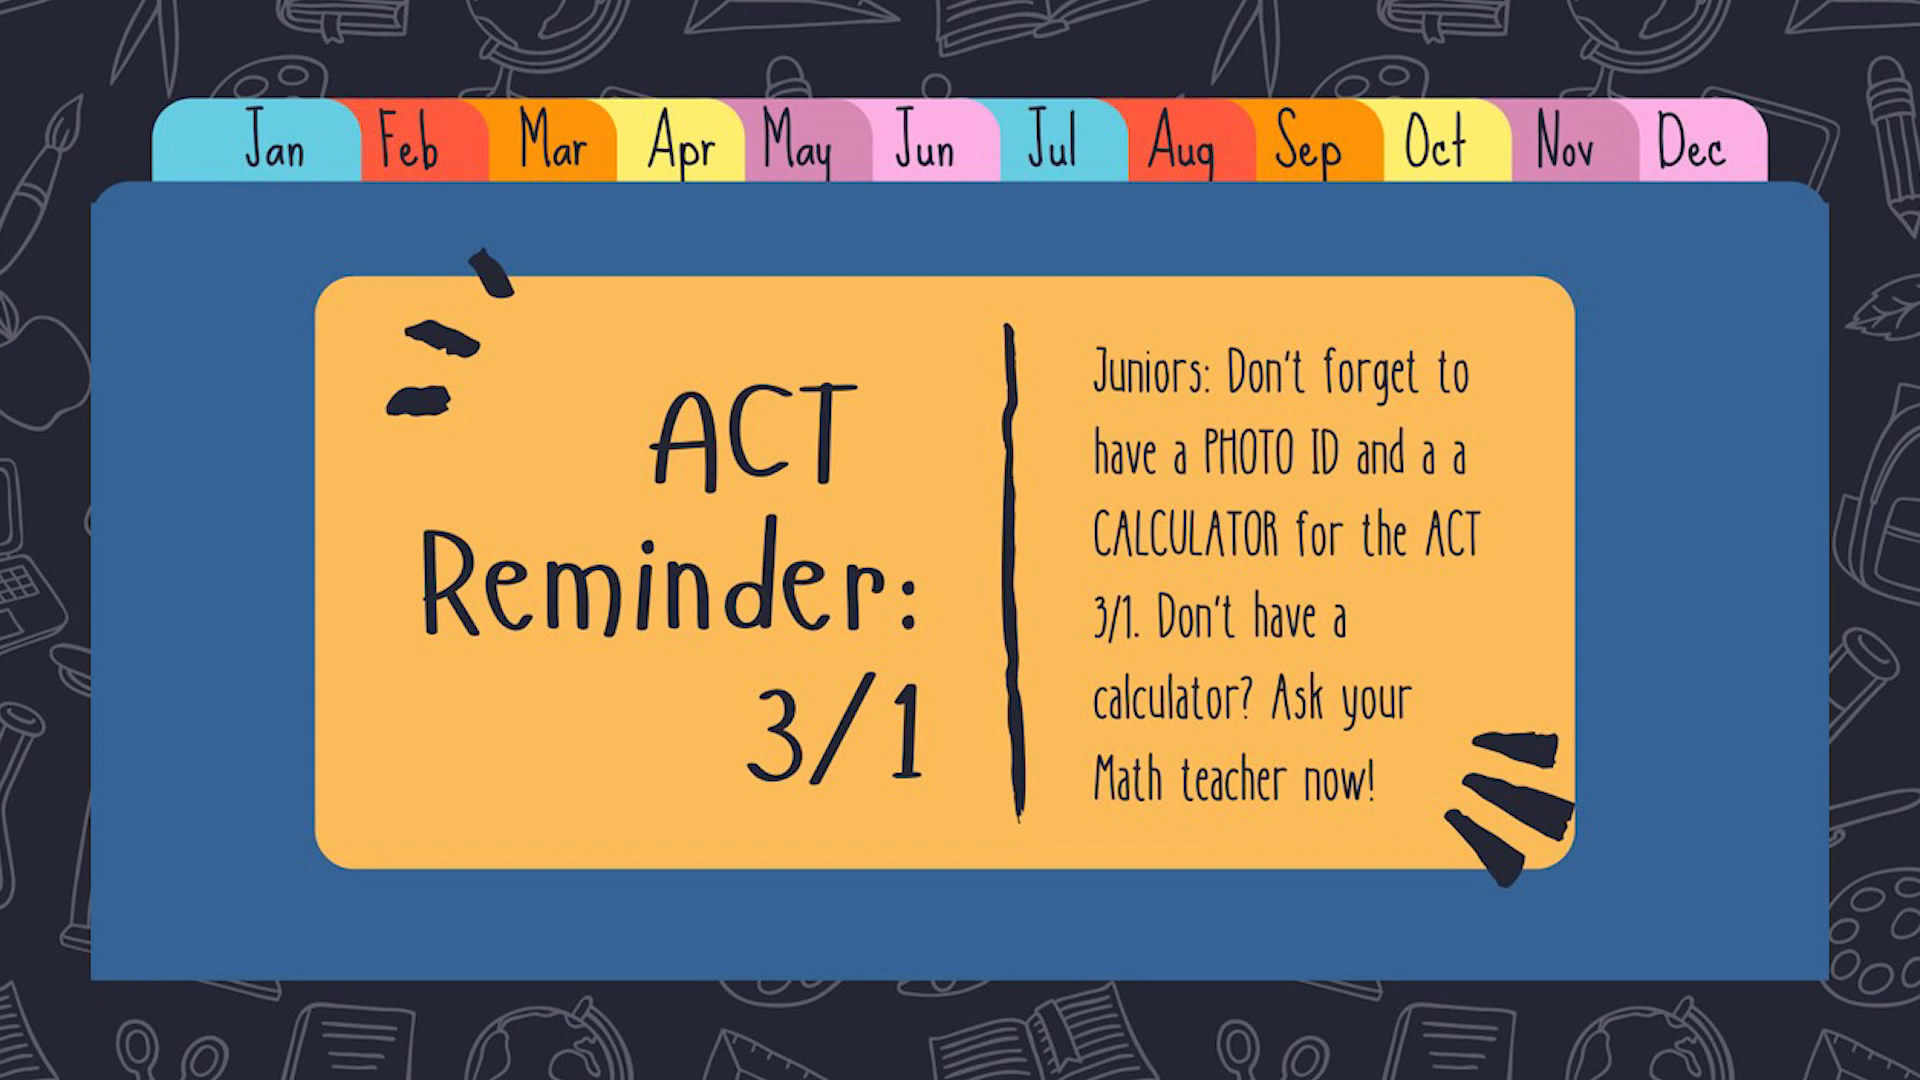 Jan Feb Mar Apr May Jun Jul Aug Sep Oct Nov Dec
ACT
Reminder:
3/1
Juniors: Don't forget to
have a PHOTO ID and a a
CALCULATOR for the ACT
3/1. Don't have a
calculator? Ask your
Math teacher now!